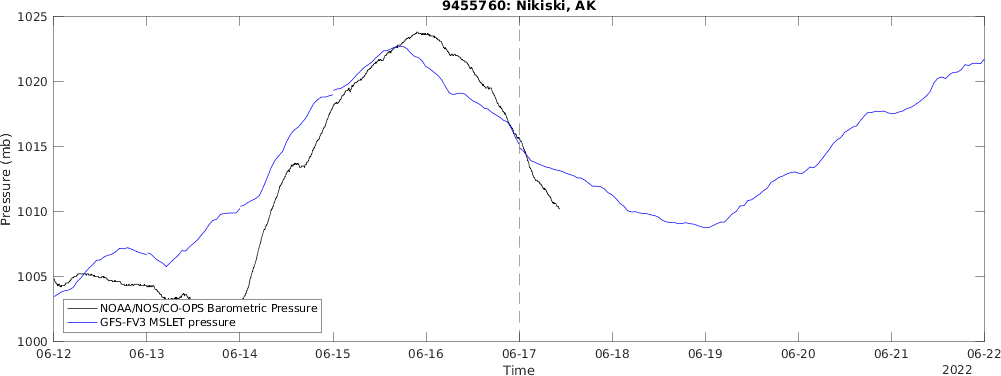 9455760: Nikiski, AK
1025
1020
1015
1010
1005
1000
Pressure (mb)
NOAA/NOS/CO-OPS Barometric Pressure
GFS-FV3 MSLET pressure
06-12 06-13 06-14 06-15 06-16 06-17 06-18 06-19 06-20 06-21 06-22
Time
2022